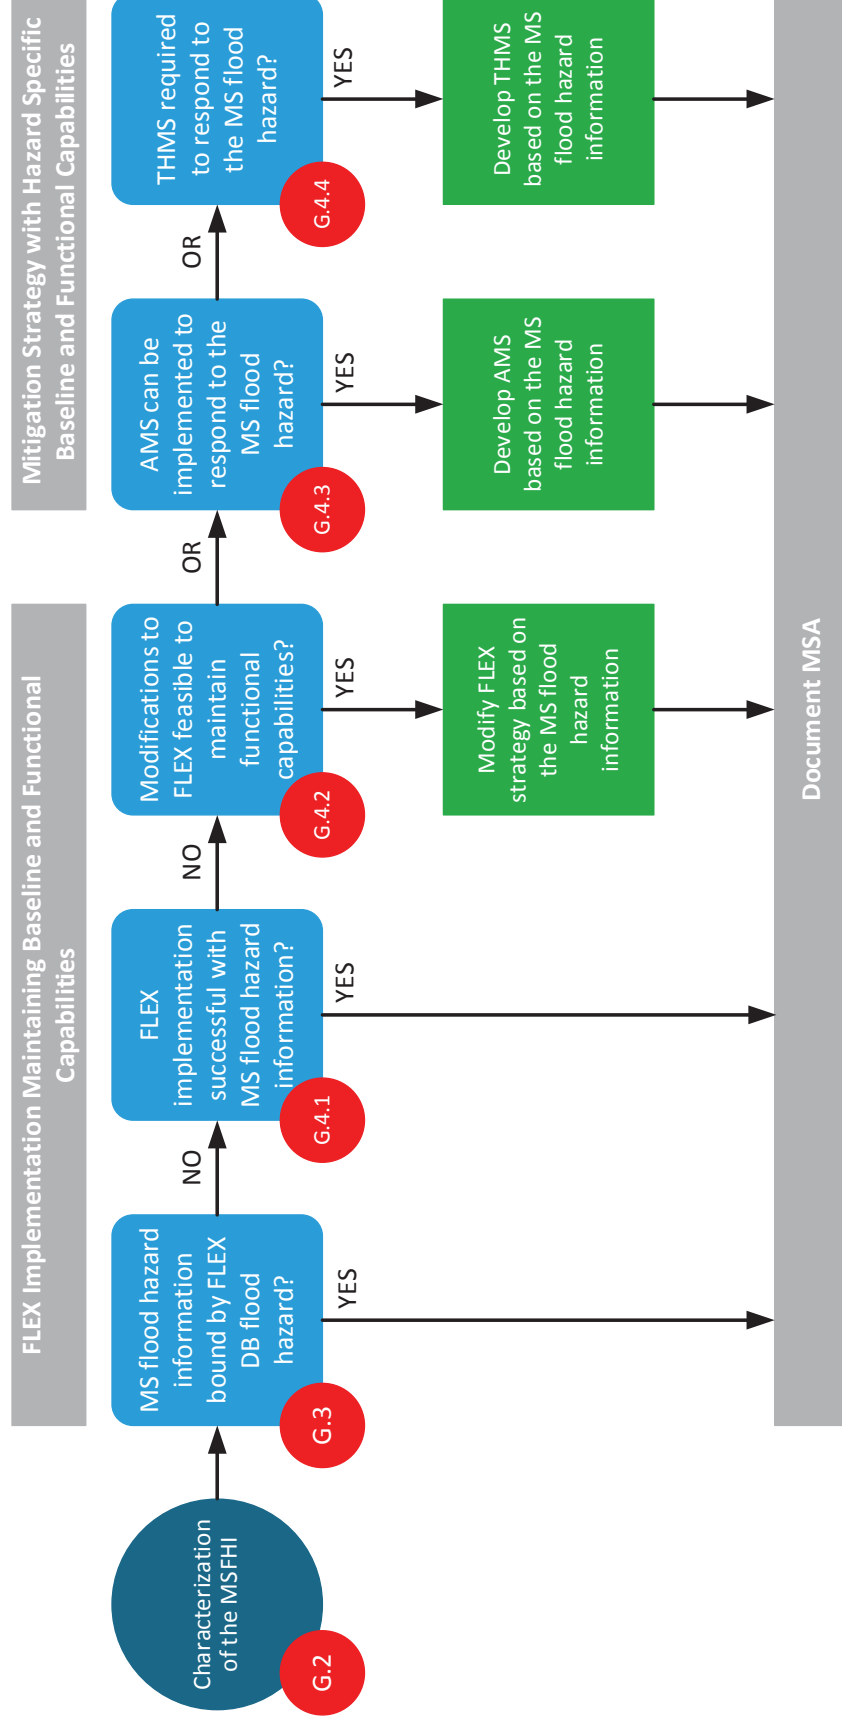 FLEX Implementation Maintaining Baseline and Functional
Capabilities
Mitigation Strategy with Hazard Specific
Baseline and Functional Capabilities
Characterization
of the MSFHI
G.2
MS flood hazard
information
bound by FLEX
DB flood
hazard?
G.3
NO
YES
FLEX
implementation
successful with
MS flood hazard
information?
G.4.1
NO
YES
Modifications to
FLEX feasible to
maintain
functional
capabilities?
G.4.2
OR
YES
AMS can be
implemented to
respond to the
MS flood
hazard?
G.4.3
OR
YES
THMS required
to respond to
the MS flood
hazard?
G.4.4
YES
Modify FLEX
strategy based on
the MS flood
hazard
information
Develop AMS
based on the MS
flood hazard
information
Develop THMS
based on the MS
flood hazard
information
Document MSA